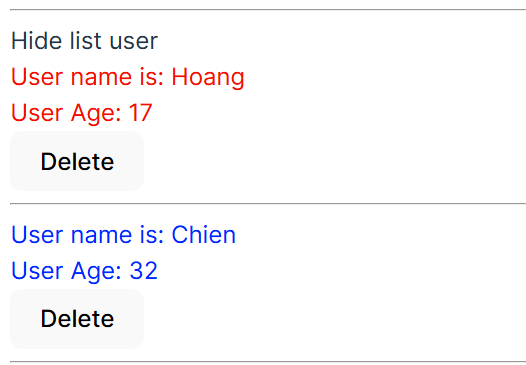 Hide list user
User name is: Hoang
User Age: 17
Delete
User name is: Chien
User Age: 32
Delete